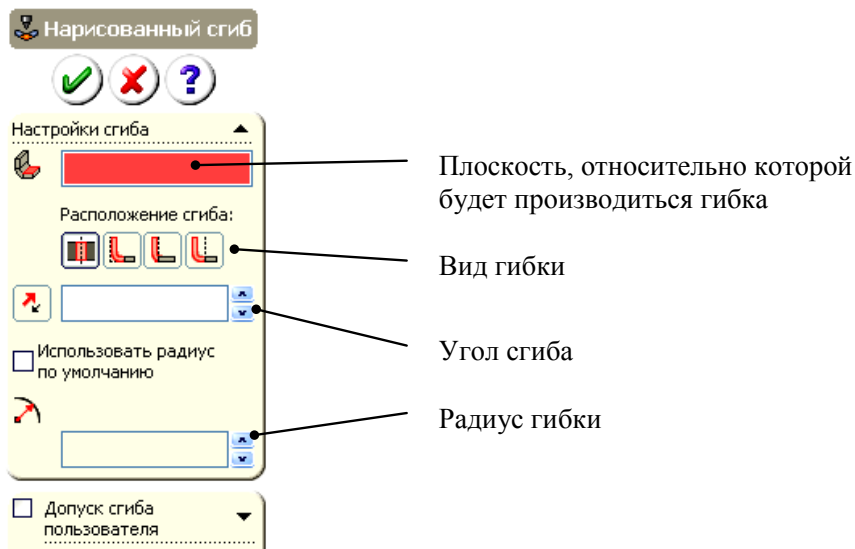 Нарисованный сгиб
?
Настройки сгиба
Плоскость, относительно которой
будет производиться гибка
Расположение сгиба:
Вид гибки
Угол сгиба
Использовать радиус
по умолчанию
Радиус гибки
Допуск сгиба
пользователя